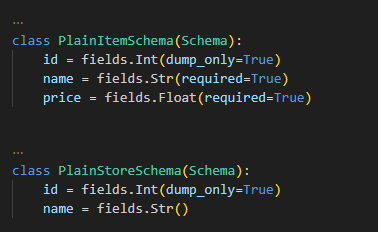 ...
class PlainItemSchema(Schema):
    id = fields.Int(dump_only=True)
    name = fields.Str(required=True)
    price = fields.Float(required=True)
...
class PlainStoreSchema(Schema):
    id = fields.Int(dump_only=True)
    name = fields.Str()